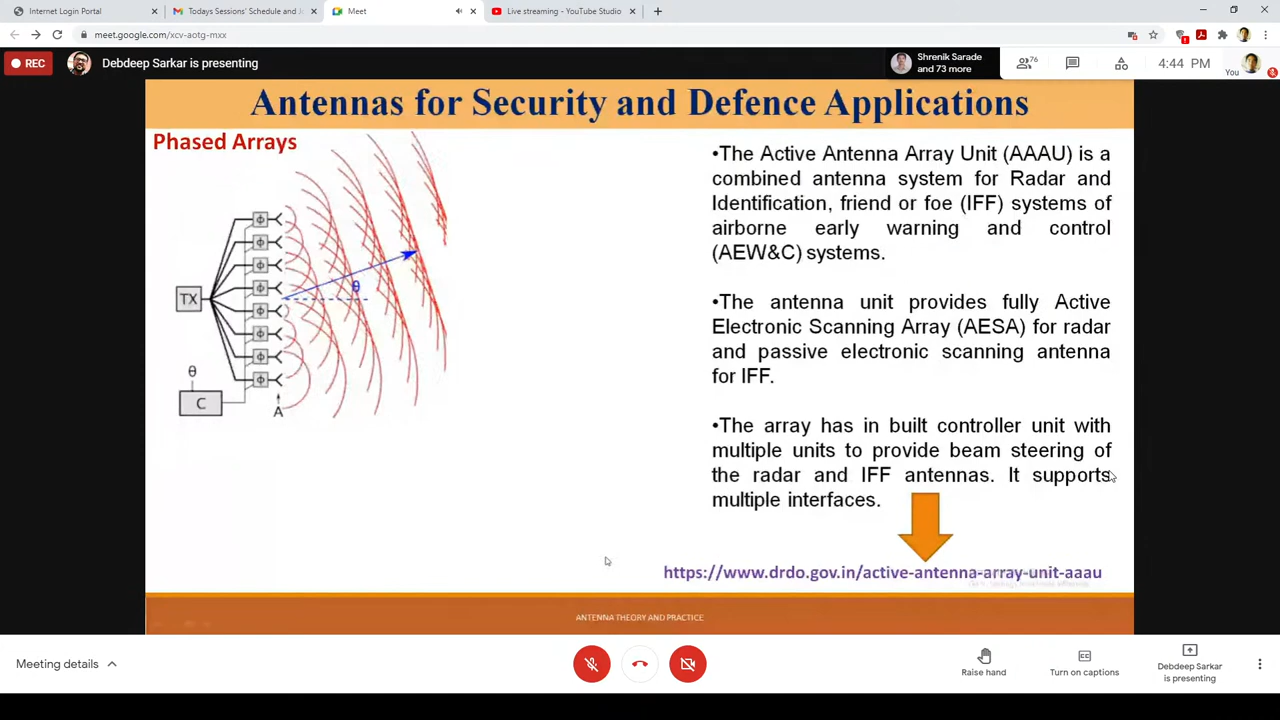 Internet Login Portal
Todays Sessions' Schedule and Jo
Meet
Live streaming - YouTube Studio
meet.google.com/xcv-aotg-mxx
REC
Debdeep Sarkar is presenting
Shrenik Sarade
and 73 more
76
4:44 PM
You
Antennas for Security and Defence Applications
Phased Arrays
TX
Φ
Φ
Φ
Φ
Φ
Φ
Φ
Φ
θ
θ
C
A
•The Active Antenna Array Unit (AAAU) is a
combined antenna system for Radar and
Identification, friend or foe (IFF) systems of
airborne early warning and control
(AEW&C) systems.
•The antenna unit provides fully Active
Electronic Scanning Array (AESA) for radar
and passive electronic scanning antenna
for IFF.
•The array has in built controller unit with
multiple units to provide beam steering of
the radar and IFF antennas. It supports
multiple interfaces.
https://www.drdo.gov.in/active-antenna-array-unit-aaau
ANTENNA THEORY AND PRACTICE
Meeting details
Raise hand
Turn on captions
Debdeep Sarkar
is presenting